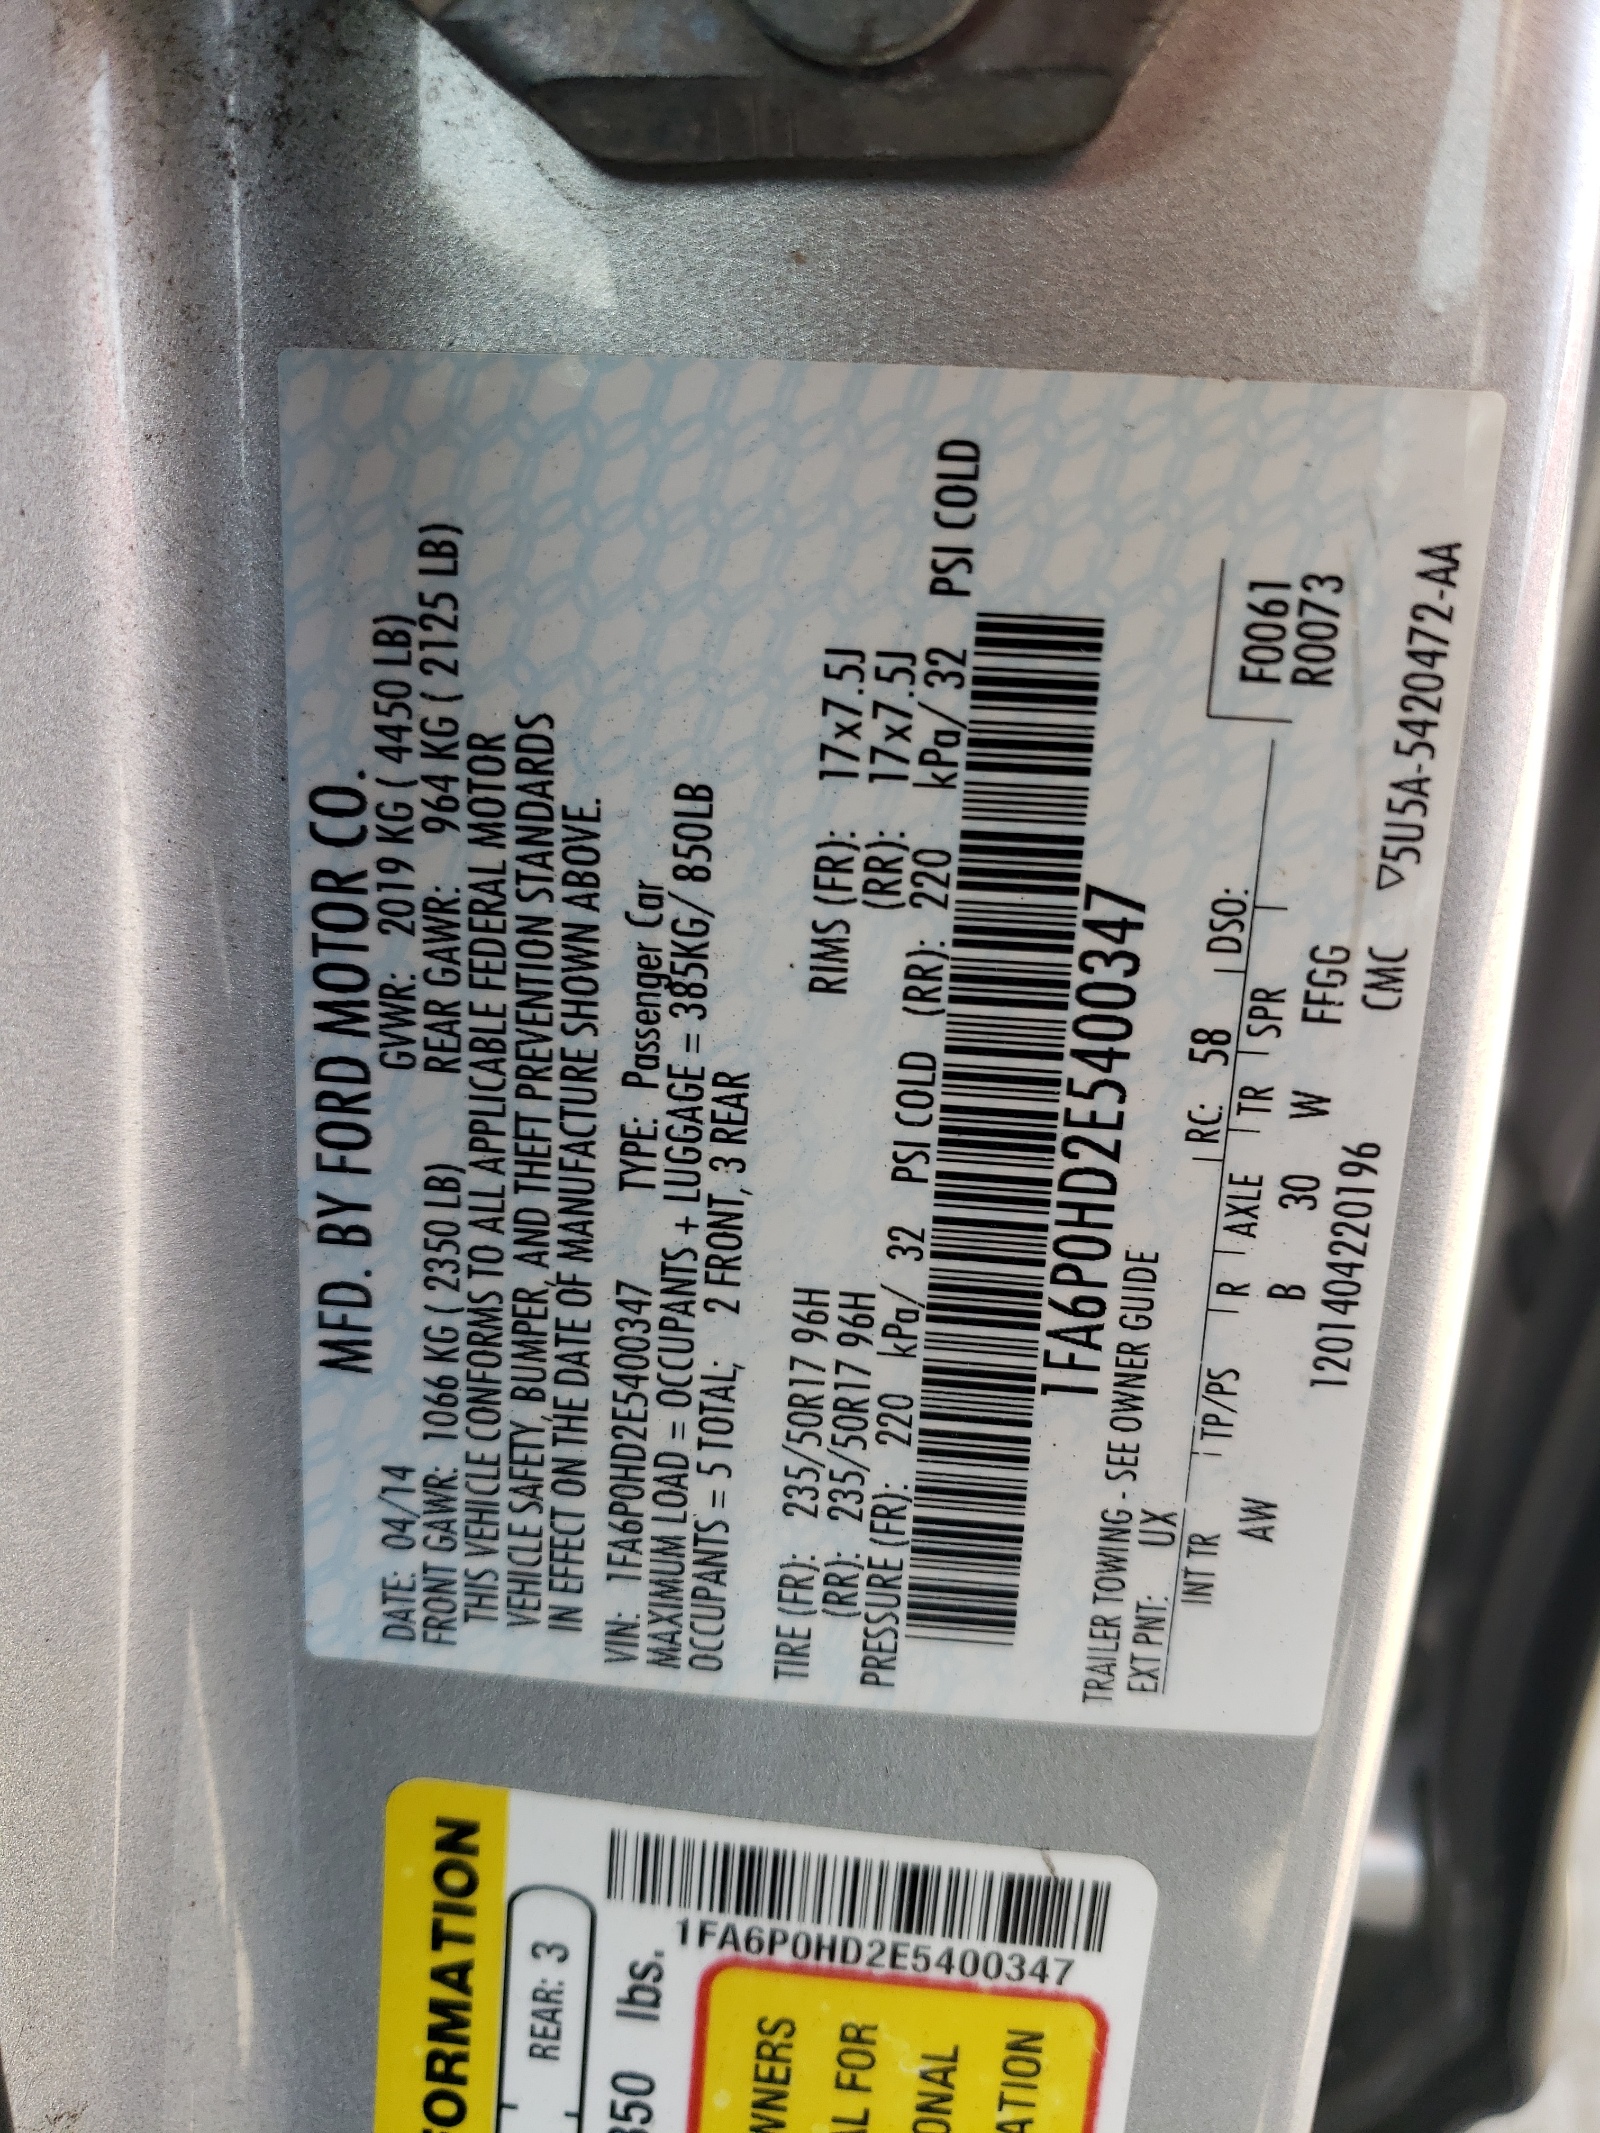 MFD. BY FORD MOTOR CO.
DATE: 04/14 GVWR: 2019 KG ( 4450 LB)
FRONT GAWR: 1066 KG ( 2350 LB) REAR GAWR: 964 KG ( 2125 LB)
THIS VEHICLE CONFORMS TO ALL APPLICABLE FEDERAL MOTOR
VEHICLE SAFETY, BUMPER, AND THEFT PREVENTION STANDARDS
IN EFFECT ON THE DATE OF MANUFACTURE SHOWN ABOVE.
VIN: 1FA6P0HD2E5400347 TYPE: Passenger Car
MAXIMUM LOAD = OCCUPANTS + LUGGAGE = 385KG/ 850LB
OCCUPANTS = 5 TOTAL; 2 FRONT, 3 REAR
TIRE (FR): 235/50R17 96H RIMS (FR): 17x7.5J
(RR): 235/50R17 96H (RR): 17x7.5J
PRESSURE (FR): 220 kPa/ 32 PSI COLD (RR): 220 kPa/ 32 PSI COLD
1FA6P0HD2E5400347
TRAILER TOWING - SEE OWNER GUIDE
EXT PNT: UX RC: 58 DSO:
INT TR TP/PS R AXLE TR SPR
AW B 30 W FFGG
F0061
R0073
1201404220196 CMC ▽5U5A-5420472-AA
FORMATION
REAR: 3
850 lbs.
1FA6P0HD2E5400347
WNERS
AL FOR
ONAL
ATION